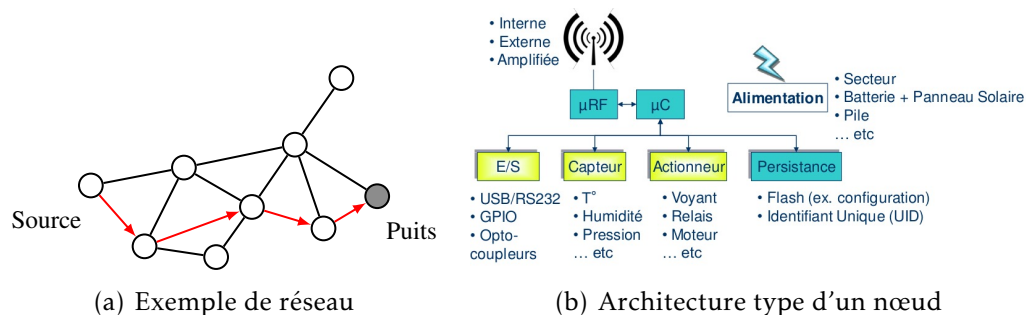 Source
Puits
(a) Exemple de réseau
• Interne
• Externe
• Amplifiée
µRF
µC
Alimentation
• Secteur
• Batterie + Panneau Solaire
• Pile
… etc
E/S
Capteur
Actionneur
Persistance
• USB/RS232
• GPIO
• Opto-
coupleurs
• T°
• Humidité
• Pression
… etc
• Voyant
• Relais
• Moteur
… etc
• Flash (ex. configuration)
• Identifiant Unique (UID)
(b) Architecture type d'un nœud